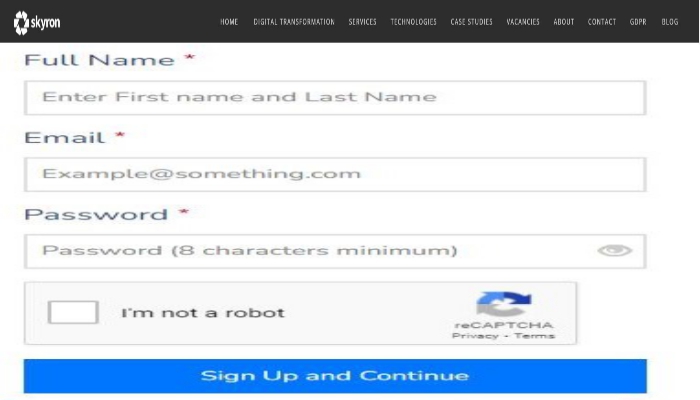 skyron HOME DIGITAL TRANSFORMATION SERVICES TECHNOLOGIES CASE STUDIES VACANCIES ABOUT CONTACT GDPR BLOG
Full Name *
Enter First name and Last Name
Email *
Example@something.com
Password *
Password (8 characters minimum)
I'm not a robot
reCAPTCHA
Privacy - Terms
Sign Up and Continue